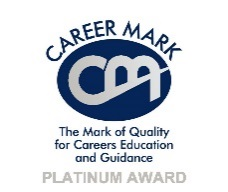 CAREER MARK
cm
The Mark of Quality
for Careers Education
and Guidance
PLATINUM AWARD